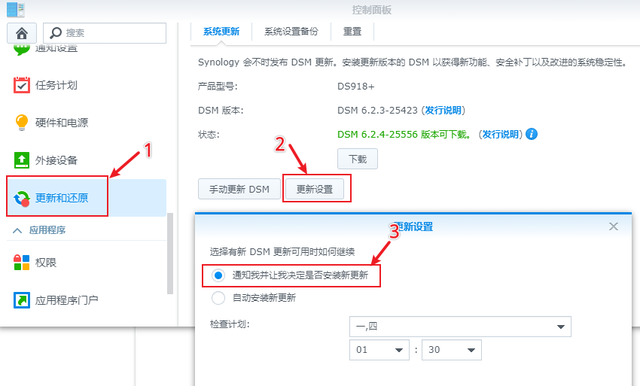 控制面板
搜索
通知设置
任务计划
硬件和电源
外接设备
更新和还原
应用程序
权限
应用程序门户
1
系统更新 系统设置备份 重置
Synology 会不时发布 DSM 更新。安装更新版本的 DSM 以获得新功能、安全补丁以及改进的系统稳定性。
产品型号: DS918+
DSM 版本: DSM 6.2.3-25423 (发行说明)
状态: DSM 6.2.4-25556 版本可下载。 (发行说明)
下载
2
手动更新 DSM 更新设置
更新设置
3
选择有新 DSM 更新可用时如何继续
通知我并让我决定是否安装新更新
自动安装新更新
检查计划: 一,四
01 : 30